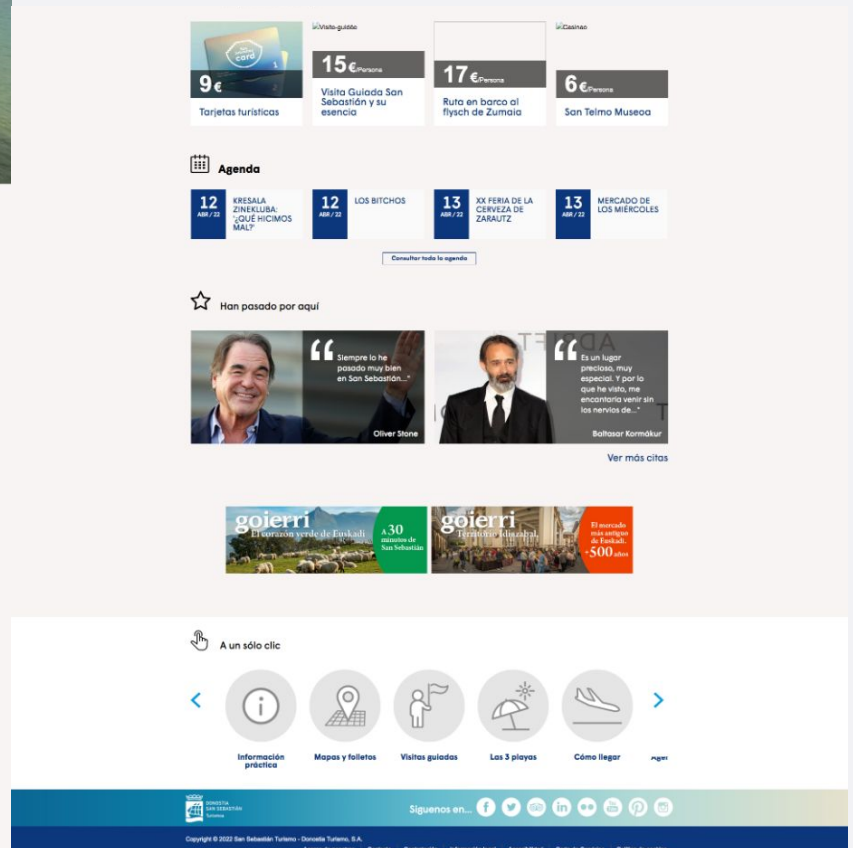 San Sebastián card
9€
Tarjetas turísticas
Visita-guidão
15€/Persona
Visita Guiada San
Sebastián y su
esencia
17€/Persona
Ruta en barco al
flysch de Zumaia
6€/Persona
San Telmo Museoa
Agenda
12
ABR / 22
KRESALA
ZINEKLUBA:
'¿QUÉ HICIMOS
MAL?'
12
ABR / 22
LOS BITCHOS
13
ABR / 22
XX FERIA DE LA
CERVEZA DE
ZARAUTZ
13
ABR / 22
MERCADO DE
LOS MIÉRCOLES
Consultar toda la agenda
Han pasado por aquí
Siempre lo he
pasado muy bien
en San Sebastián..."
Oliver Stone
Es un lugar
precioso, muy
especial. Y por lo
que he visto, me
encantaría venir sin
los nervios de..."
Baltasar Kormákur
Ver más citas
goierri
El corazón verde de Euskadi
A 30
minutos de
San Sebastián
goierri
Territorio Idiazabal.
El mercado
más antiguo
de Euskadi.
+500 años
A un sólo clic
Información
práctica
Mapas y folletos
Visitas guiadas
Las 3 playas
Cómo llegar
DONOSTIA
SAN SEBASTIÁN
Turismo
Síguenos en...
Copyright © 2022 San Sebastián Turismo - Donostia Turismo, S.A.